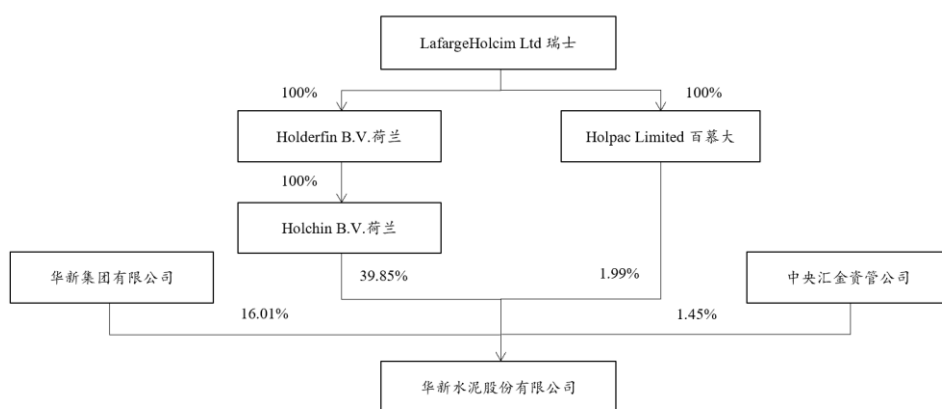 LafargeHolcim Ltd 瑞士
100%
100%
Holderfin B.V.荷兰
Holpac Limited 百慕大
100%
Holchin B.V.荷兰
华新集团有限公司
39.85%
1.99%
中央汇金资管公司
16.01%
1.45%
华新水泥股份有限公司